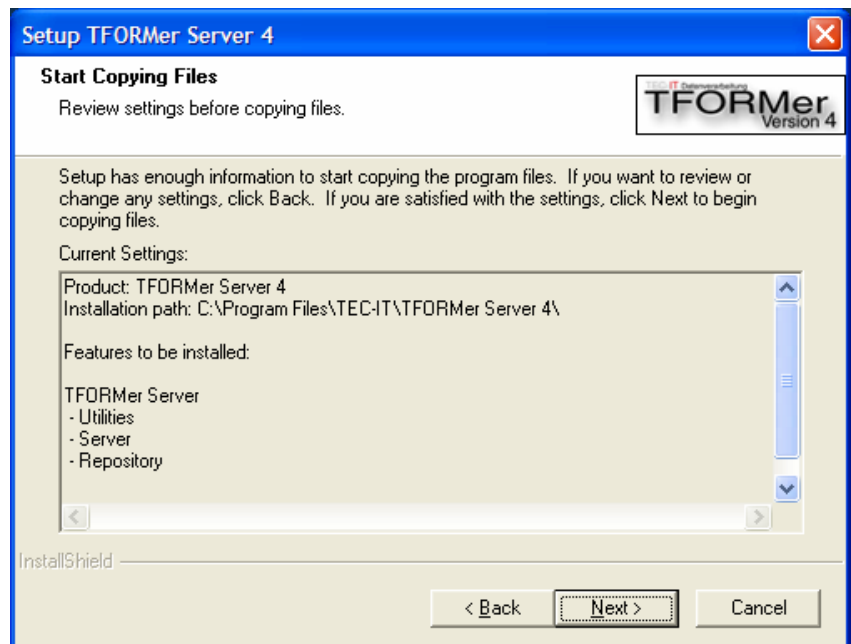 Setup TFORMer Server 4
Start Copying Files
Review settings before copying files.
TEC-IT Datenverarbeitung
TFORMer
Version 4
Setup has enough information to start copying the program files.  If you want to review or
change any settings, click Back.  If you are satisfied with the settings, click Next to begin
copying files.
Current Settings:
Product: TFORMer Server 4
Installation path: C:\Program Files\TEC-IT\TFORMer Server 4\
Features to be installed:
TFORMer Server
- Utilities
- Server
- Repository
InstallShield
< Back
Next >
Cancel